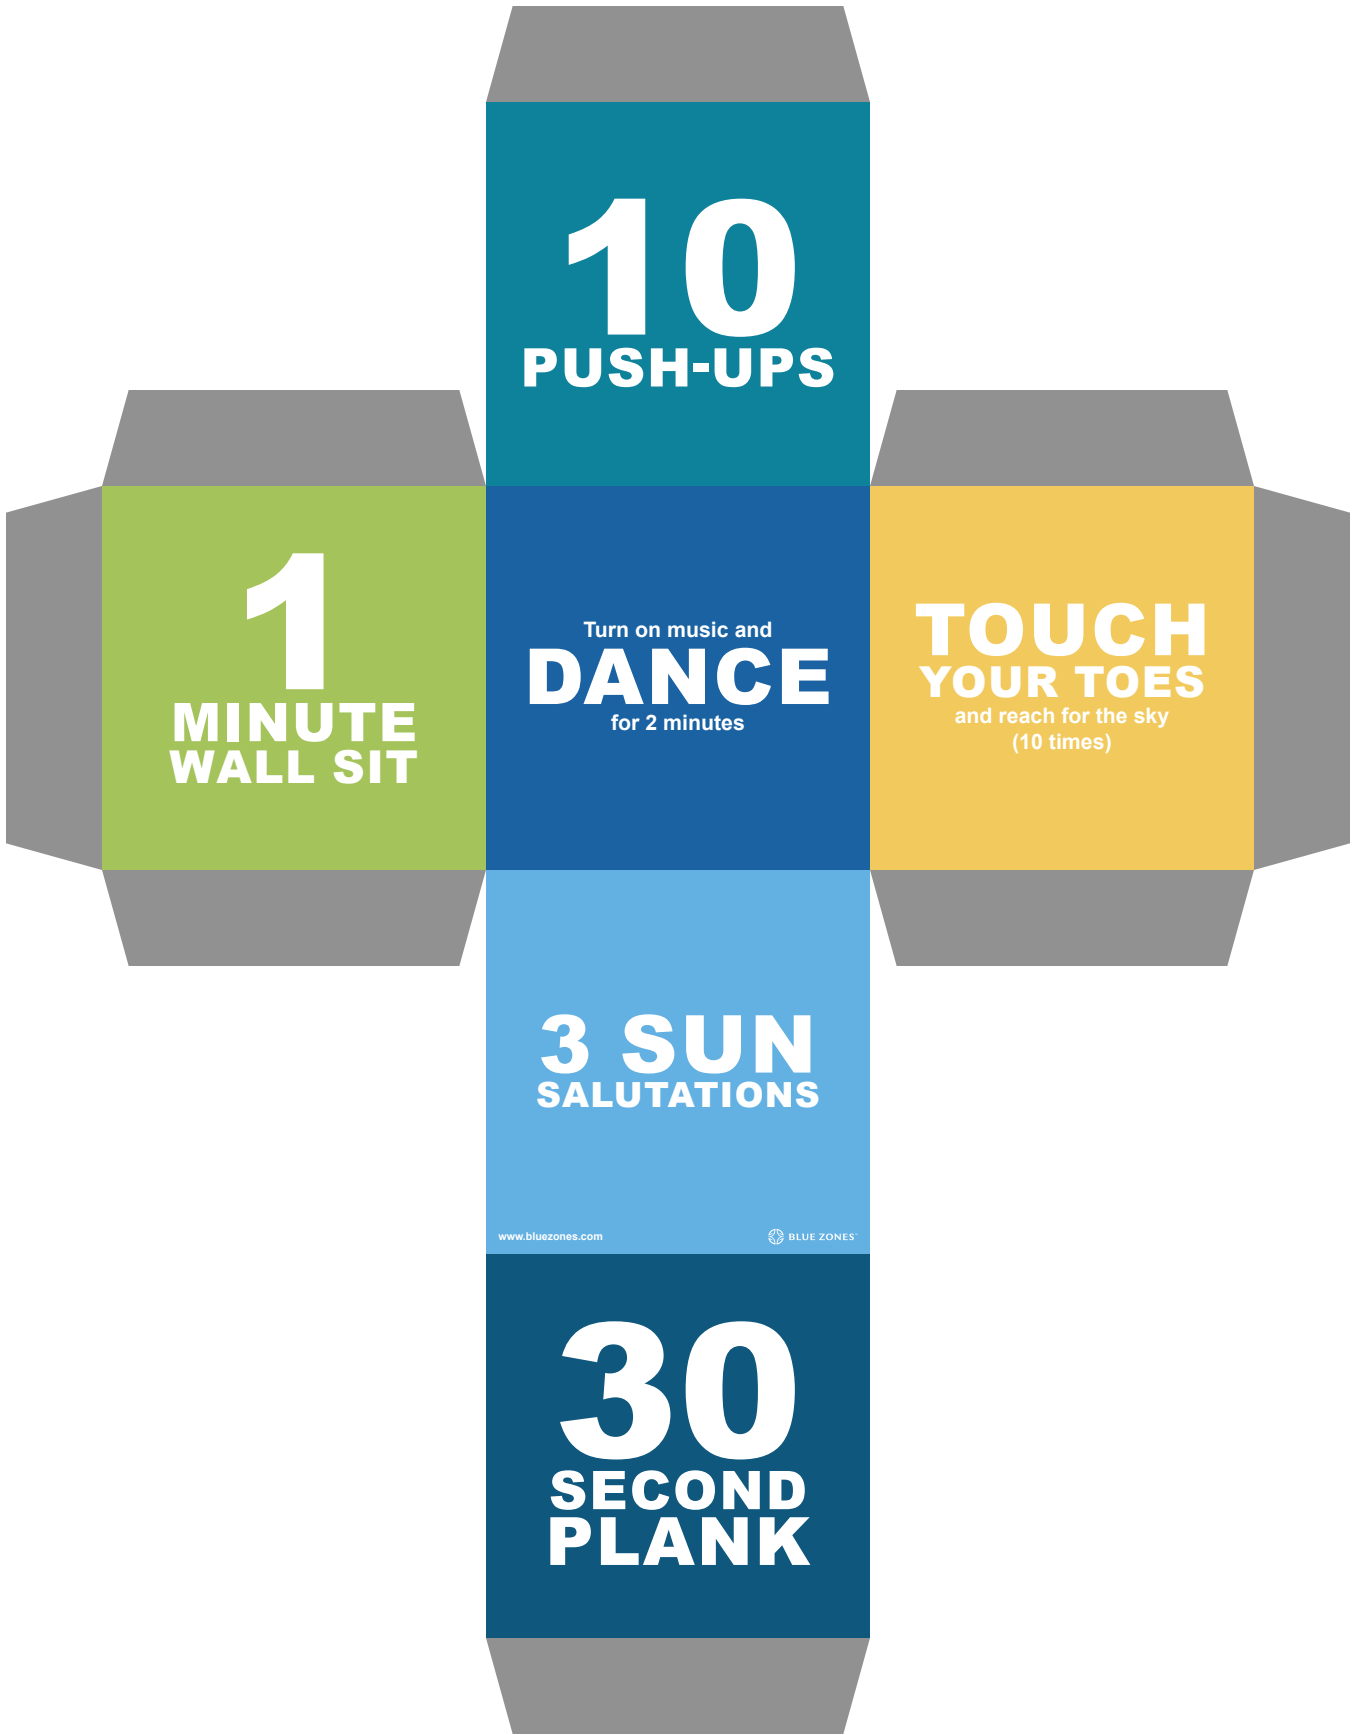 10
PUSH-UPS
1
MINUTE
WALL SIT
Turn on music and
DANCE
for 2 minutes
TOUCH
YOUR TOES
and reach for the sky
(10 times)
3 SUN
SALUTATIONS
www.bluezones.com
BLUE ZONES™
30
SECOND
PLANK